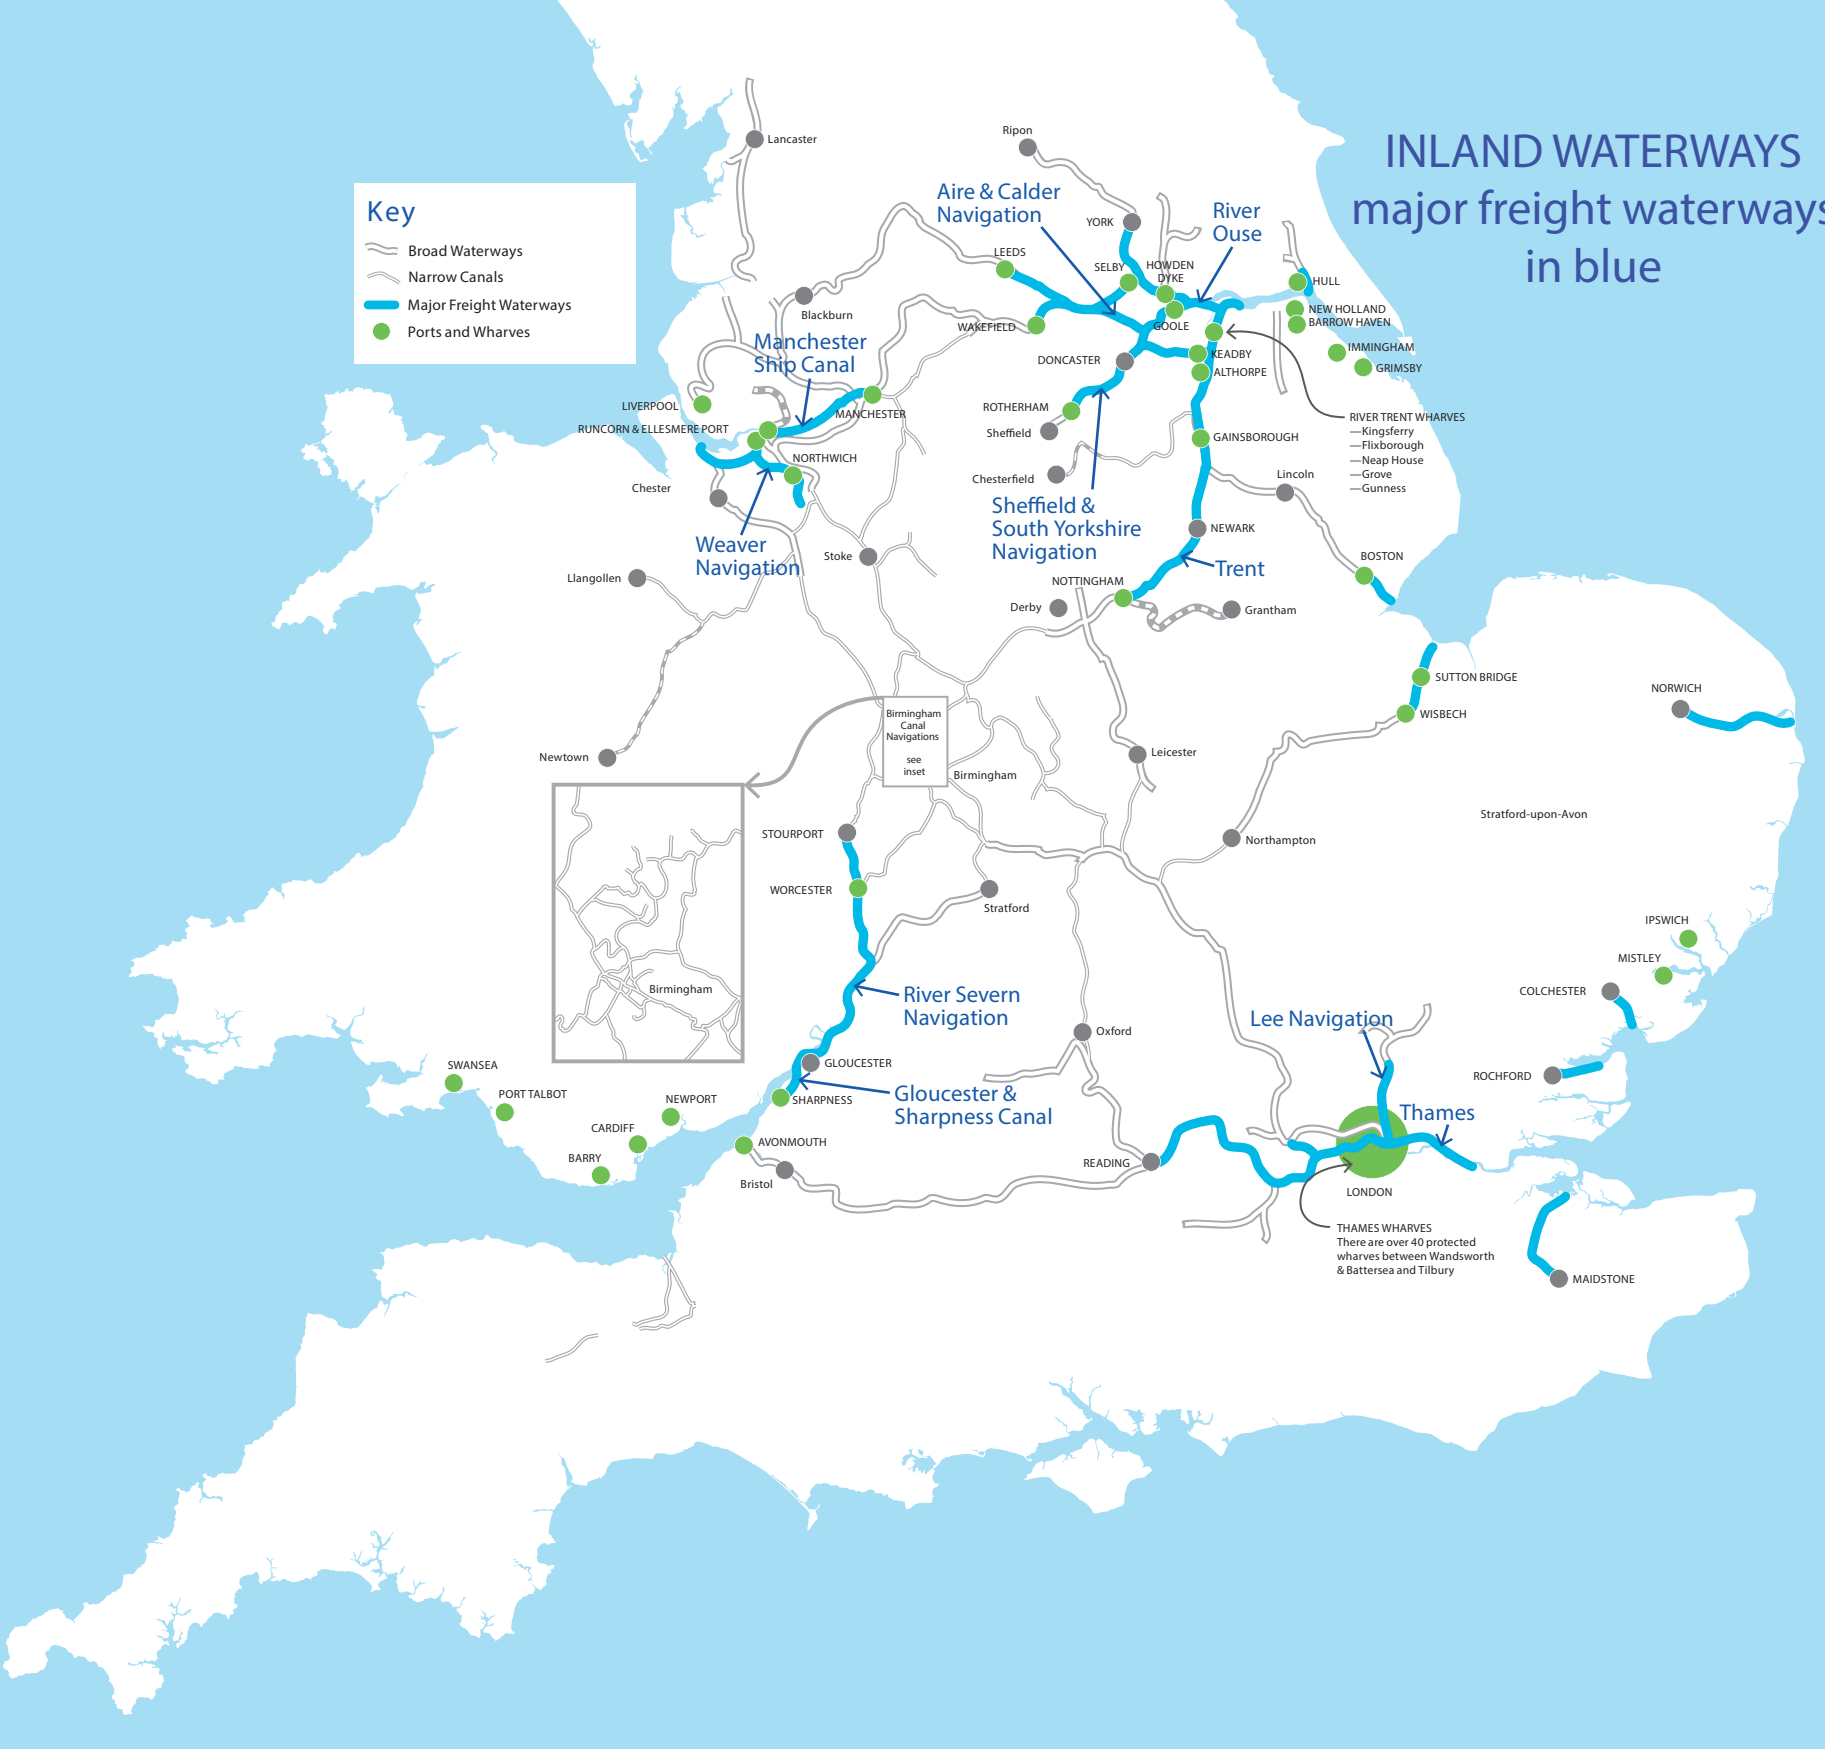 INLAND WATERWAYS
major freight waterways
in blue
Key
Broad Waterways
Narrow Canals
Major Freight Waterways
Ports and Wharves
Lancaster
Ripon
Aire & Calder
Navigation
YORK
River
Ouse
LEEDS
SELBY
HOWDEN
DYKE
HULL
Blackburn
WAKEFIELD
GOOLE
NEW HOLLAND
BARROW HAVEN
Manchester
Ship Canal
DONCASTER
KEADBY
ALTHORPE
IMMINGHAM
GRIMSBY
LIVERPOOL
MANCHESTER
RUNCORN & ELLESMERE PORT
ROTHERHAM
Sheffield
RIVER TRENT WHARVES
—Kingsferry
—Flixborough
—Neap House
—Grove
—Gunness
GAINSBOROUGH
NORTHWICH
Chester
Chesterfield
Lincoln
Sheffield &
South Yorkshire
Navigation
NEWARK
Weaver
Navigation
Stoke
BOSTON
Trent
Llangollen
NOTTINGHAM
Derby
Grantham
SUTTON BRIDGE
WISBECH
NORWICH
Birmingham
Canal
Navigations
see
inset
Birmingham
Newtown
Leicester
Stratford-upon-Avon
STOURPORT
Northampton
WORCESTER
Stratford
IPSWICH
MISTLEY
COLCHESTER
Birmingham
River Severn
Navigation
Lee Navigation
Oxford
GLOUCESTER
SWANSEA
ROCHFORD
PORT TALBOT
NEWPORT
SHARPNESS
Gloucester &
Sharpness Canal
Thames
CARDIFF
AVONMOUTH
BARRY
Bristol
READING
LONDON
THAMES WHARVES
There are over 40 protected
wharves between Wandsworth
& Battersea and Tilbury
MAIDSTONE